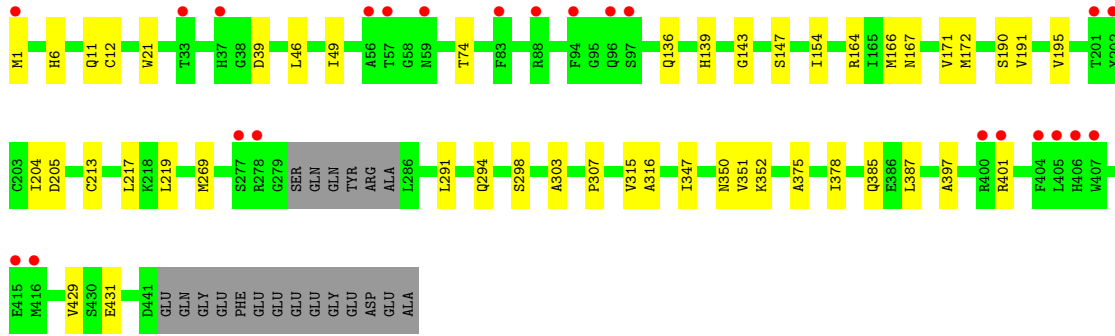 M1 H6 Q11 C12 W21 T33 H37 G38 D39 L46 I49 A56 T57 G58 N59 T74 F83 R88 F94 G95 Q96 S97 Q136 H139 G143 S147 I154 R164 I165 M166 N167 V171 M172 S190 V191 V195 T201
C203 I204 D205 C213 L217 K218 L219 M269 S277 R278 G279 SER GLN GLN TYR ARG ALA L286 L291 Q294 S298 A303 P307 V315 A316 I347 N350 V351 K352 A375 I378 Q385 E386 L387 A397 R400 R401 F404 L405 H406 W407
E415 M416 V429 S430 E431 D441 GLU GLN GLY GLU PHE GLU GLU GLU GLU GLY GLU ASP GLU ALA